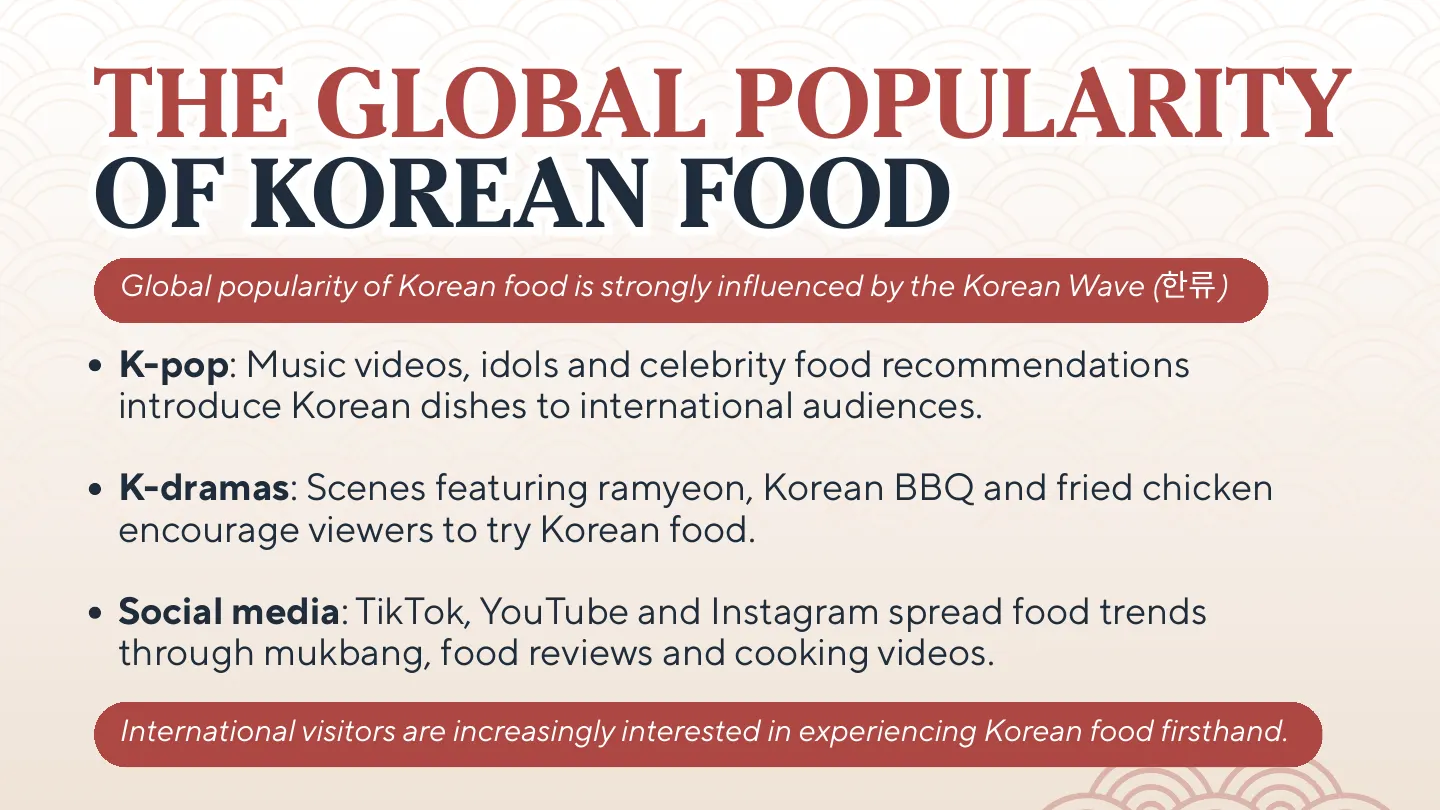 THE GLOBAL POPULARITY
OF KOREAN FOOD
Global popularity of Korean food is strongly influenced by the Korean Wave (한류)
• K-pop: Music videos, idols and celebrity food recommendations
introduce Korean dishes to international audiences.
• K-dramas: Scenes featuring ramyeon, Korean BBQ and fried chicken
encourage viewers to try Korean food.
• Social media: TikTok, YouTube and Instagram spread food trends
through mukbang, food reviews and cooking videos.
International visitors are increasingly interested in experiencing Korean food firsthand.